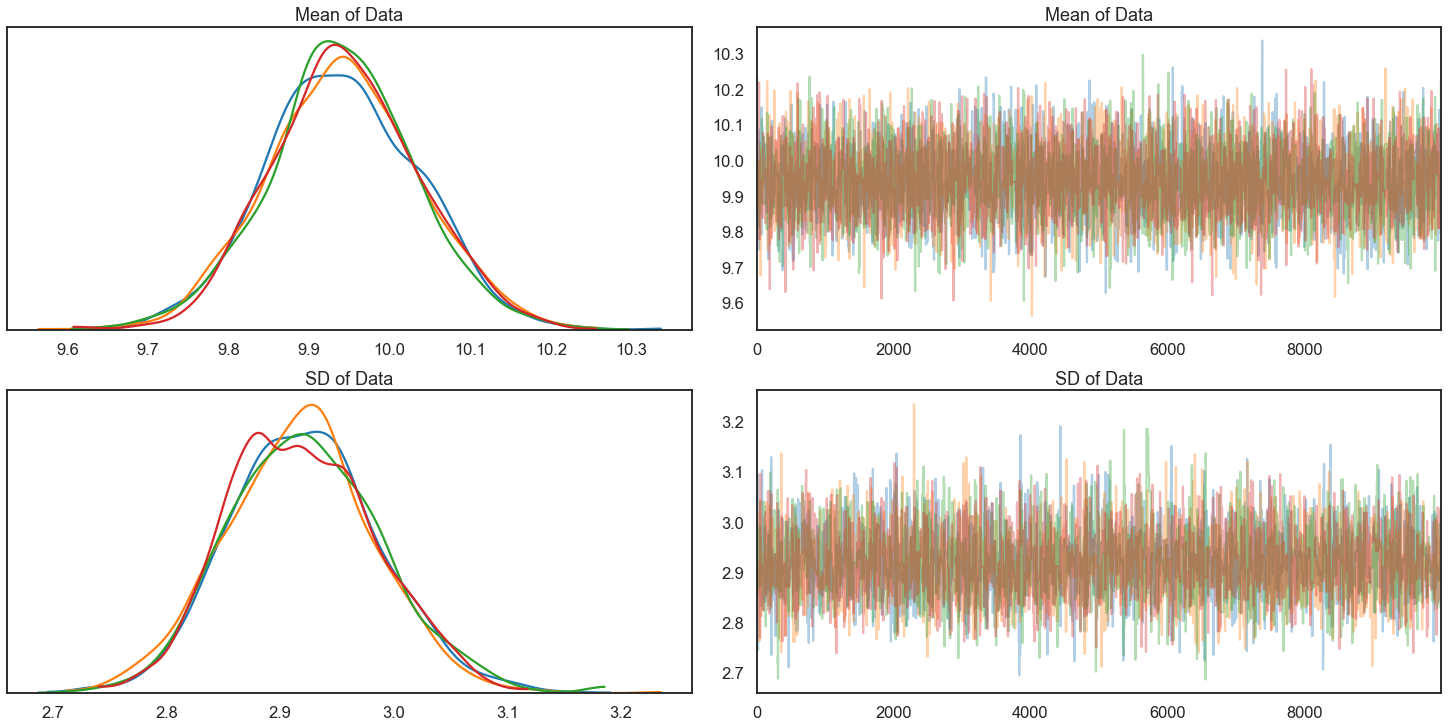 Mean of Data
Mean of Data
10.3
10.2
10.1
10.0
9.9
9.8
9.7
9.6
9.6 9.7 9.8 9.9 10.0 10.1 10.2 10.3
0 2000 4000 6000 8000
SD of Data
SD of Data
3.2
3.1
3.0
2.9
2.8
2.7
2.7 2.8 2.9 3.0 3.1 3.2
0 2000 4000 6000 8000